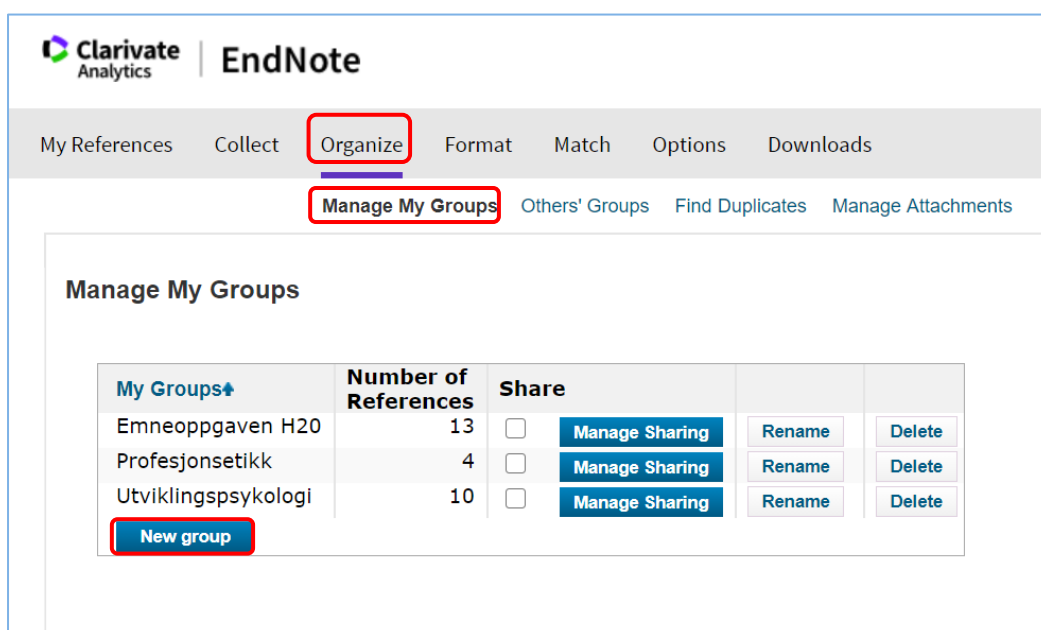 Clarivate
Analytics
EndNote
My References Collect Organize Format Match Options Downloads
Manage My Groups Others' Groups Find Duplicates Manage Attachments
Manage My Groups
My Groups Number of References Share
Emneoppgaven H20 13 Manage Sharing Rename Delete
Profesjonsetikk 4 Manage Sharing Rename Delete
Utviklingspsykologi 10 Manage Sharing Rename Delete
New group